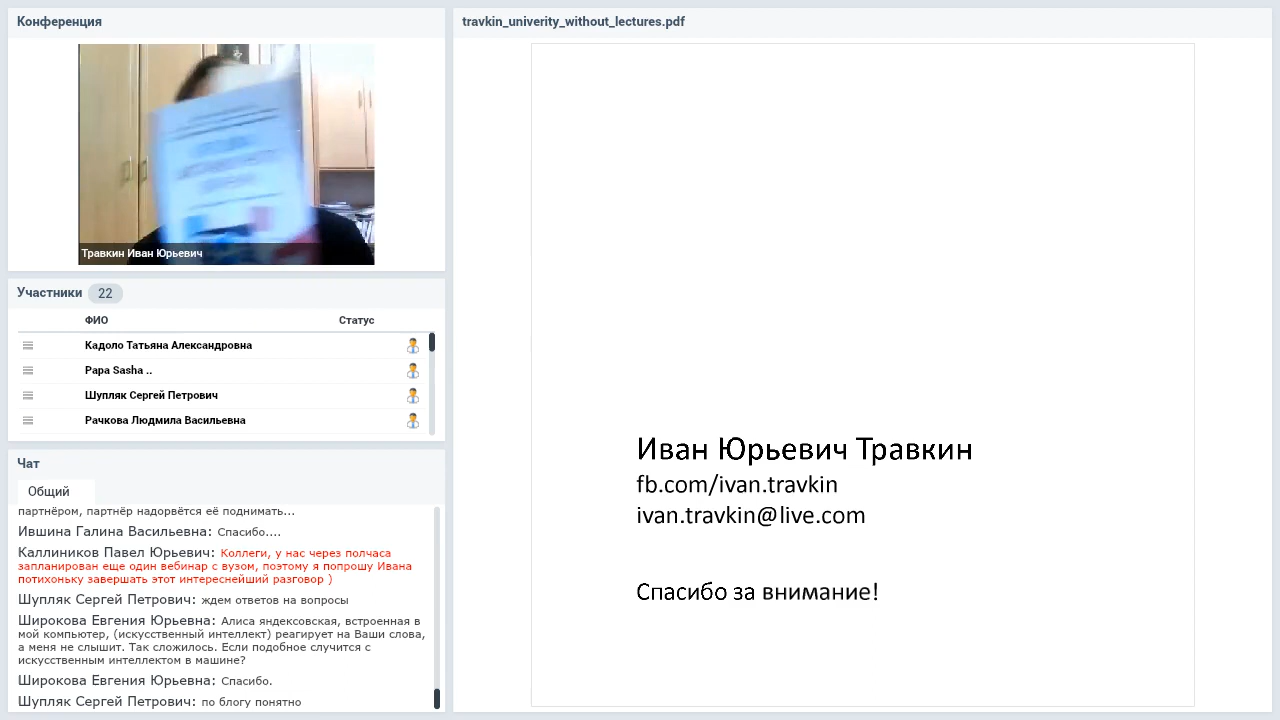 Конференция
Травкин Иван Юрьевич
Участники 22
ФИО Статус
Кадоло Татьяна Александровна
Papa Sasha ..
Шупляк Сергей Петрович
Рачкова Людмила Васильевна
Чат
Общий
партнёром, партнёр надорвётся её поднимать...
Ившина Галина Васильевна: Спасибо....
Каллиников Павел Юрьевич: Коллеги, у нас через полчаса
запланирован еще один вебинар с вузом, поэтому я попрошу Ивана
потихоньку завершать этот интереснейший разговор )
Шупляк Сергей Петрович: ждем ответов на вопросы
Широкова Евгения Юрьевна: Алиса яндексовская, встроенная в
мой компьютер, (искусственный интеллект) реагирует на Ваши слова,
а меня не слышит. Так сложилось. Если подобное случится с
искусственным интеллектом в машине?
Широкова Евгения Юрьевна: Спасибо.
Шупляк Сергей Петрович: по блогу понятно
travkin_univerity_without_lectures.pdf
Иван Юрьевич Травкин
fb.com/ivan.travkin
ivan.travkin@live.com
Спасибо за внимание!